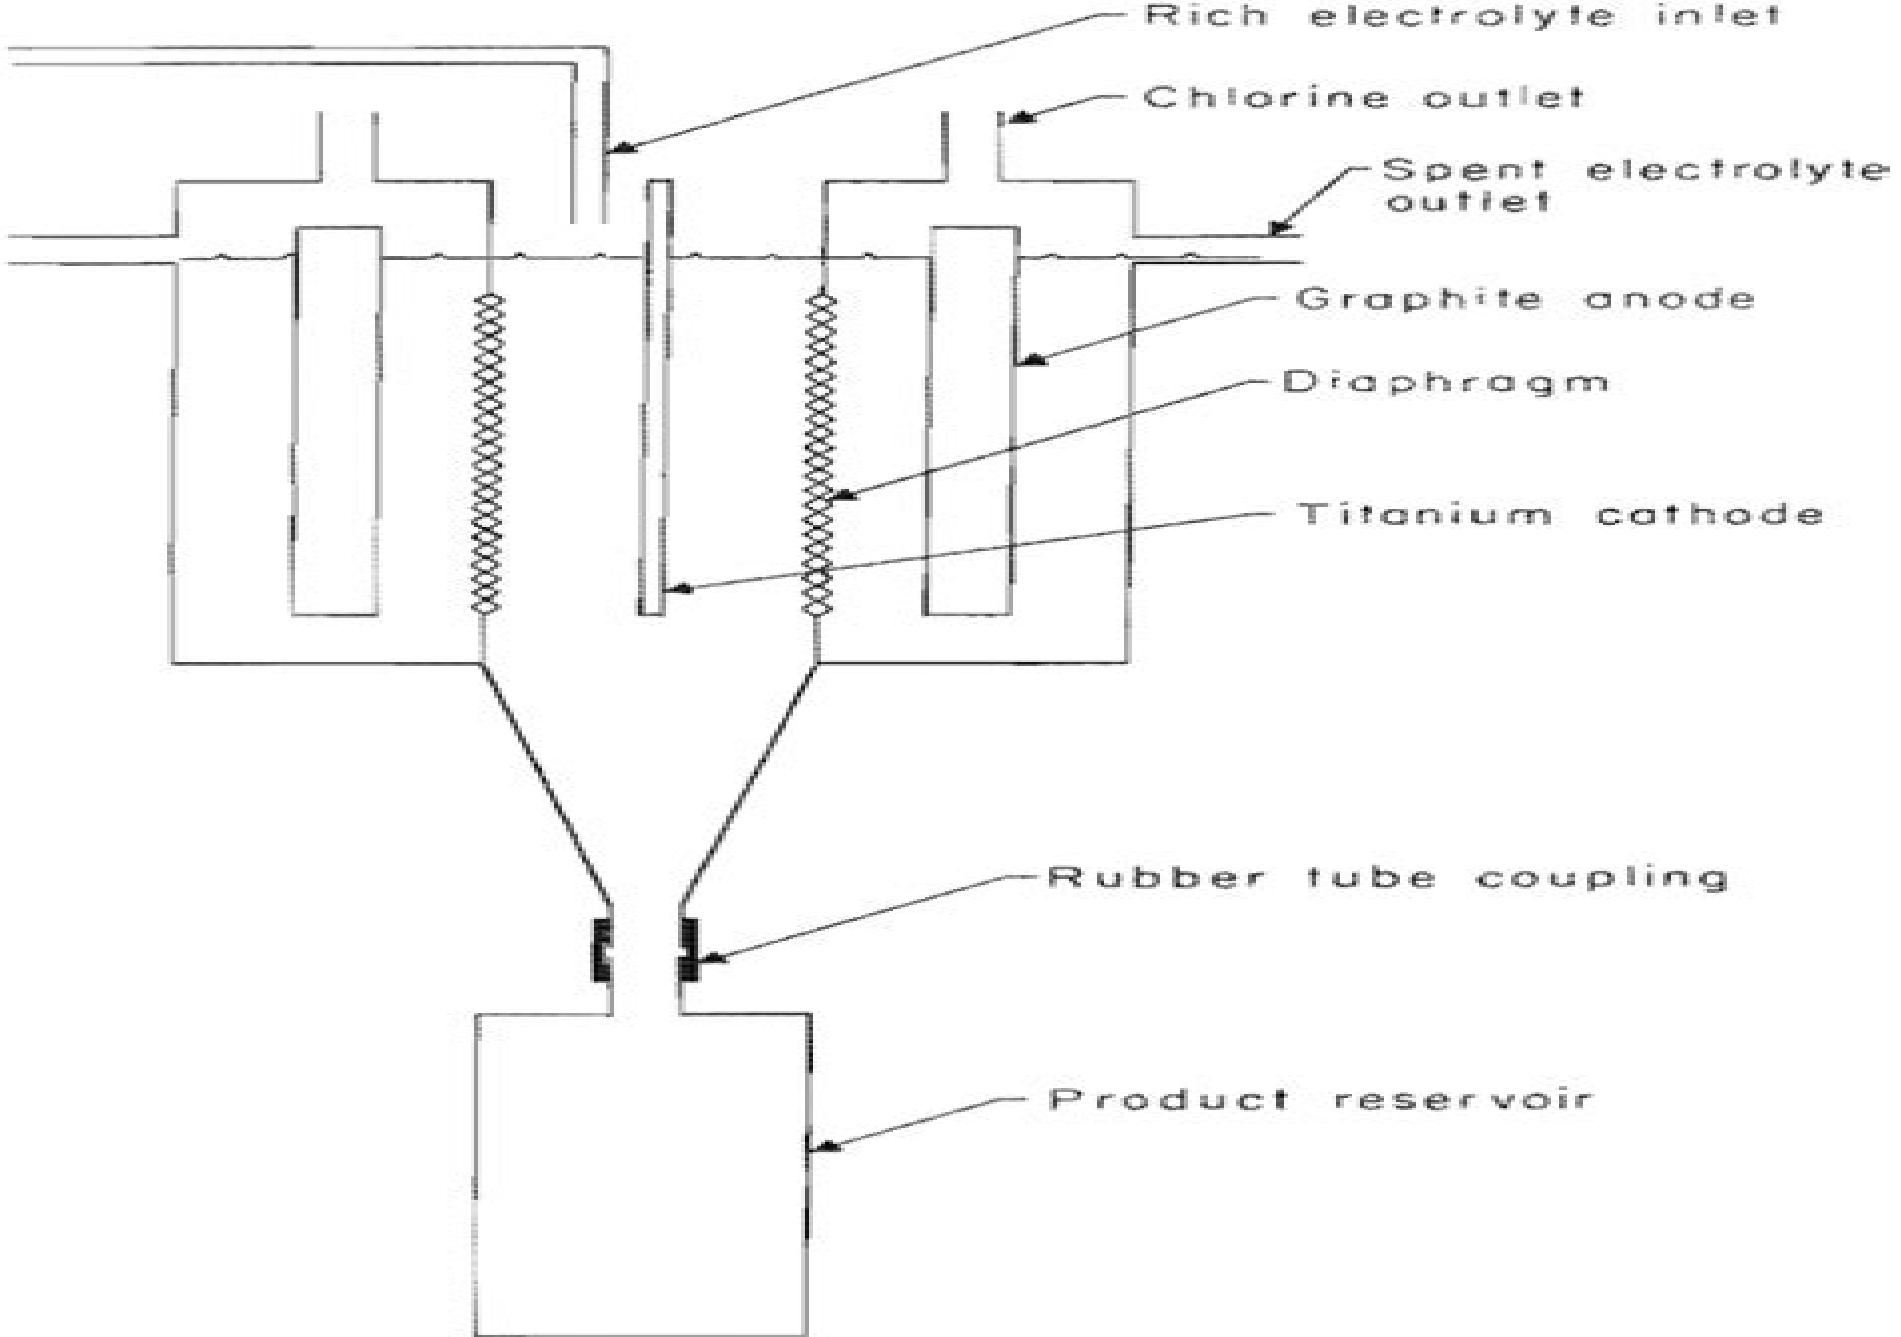 Rich electrolyte inlet
Chlorine outlet
Spent electrolyte
outlet
Graphite anode
Diaphragm
Titanium cathode
Rubber tube coupling
Product reservoir